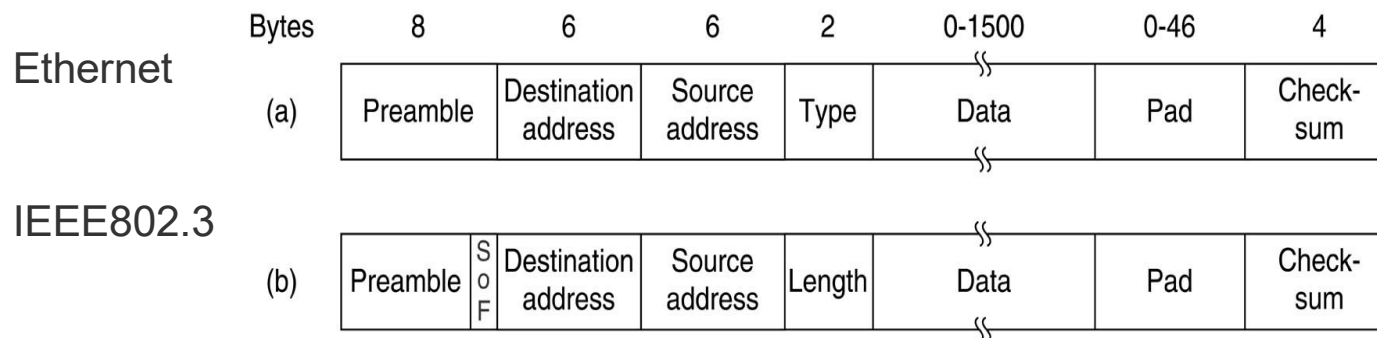 Bytes 8 6 6 2 0-1500 0-46 4
Ethernet
(a) Preamble Destination address Source address Type Data Pad Check-sum
IEEE802.3
(b) Preamble SoF Destination address Source address Length Data Pad Check-sum